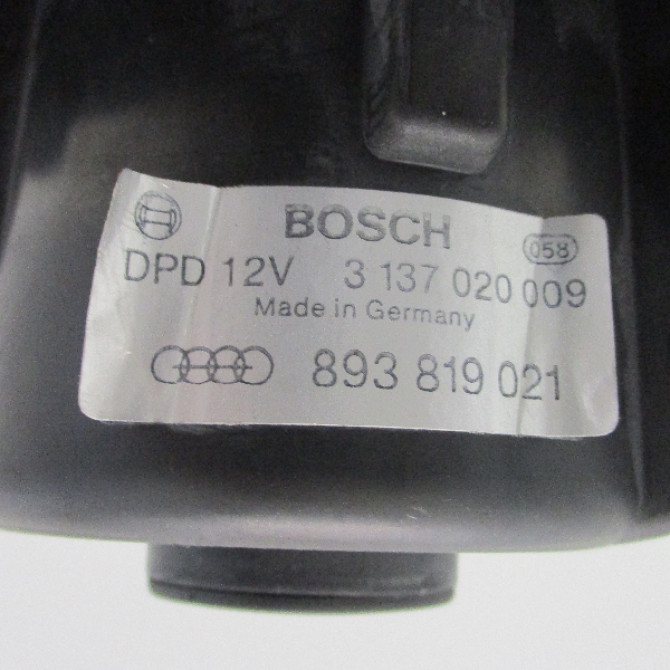 BOSCH 058
DPD 12V 3 137 020 009
Made in Germany
893 819 021